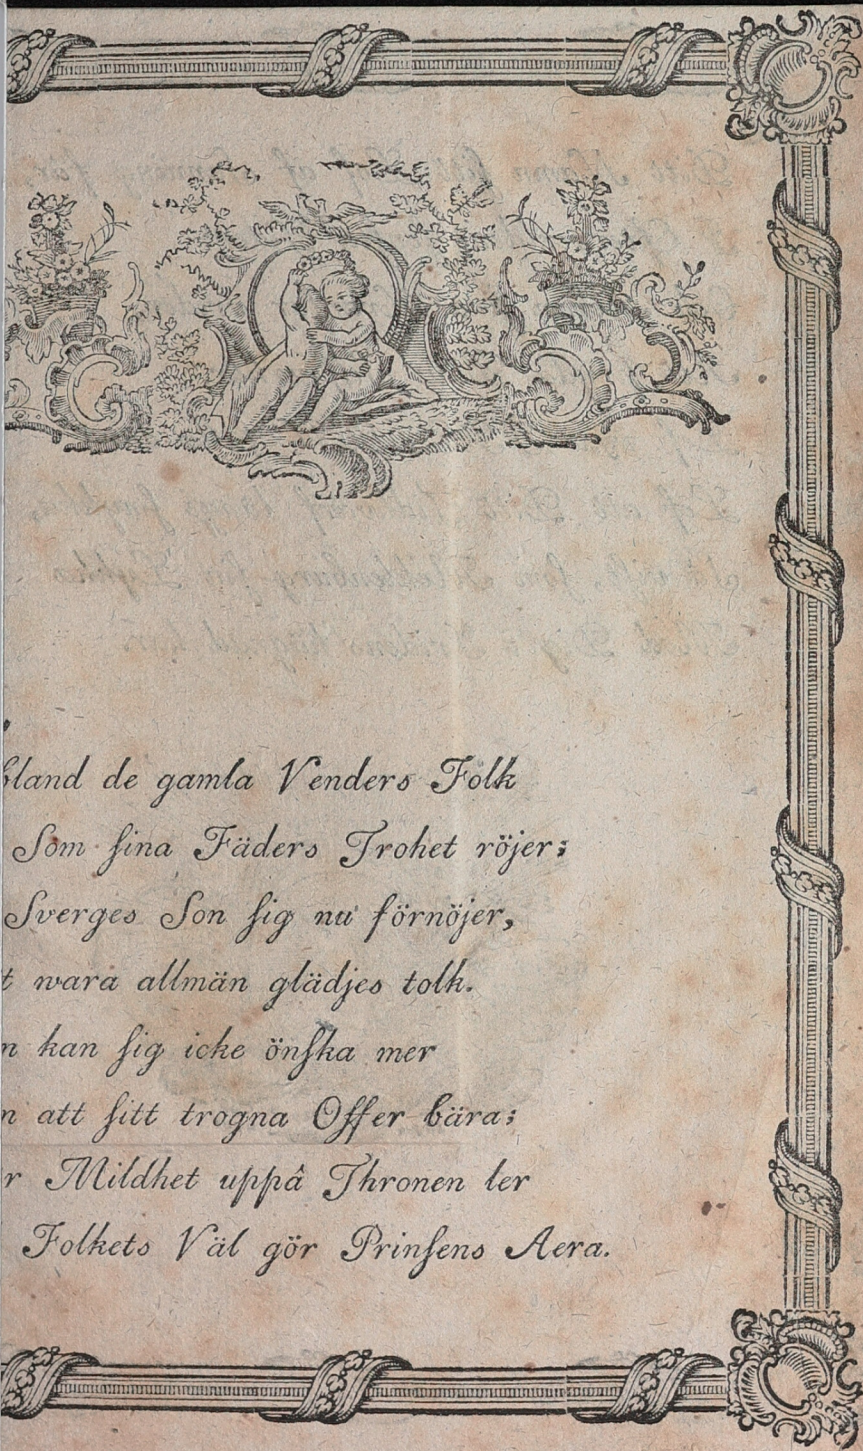 bland de gamla Venders Folk
Som sina Fäders Trohet röjer;
Sverges Son sig nu förnöjer,
t wara allmän glädjes tolk.
n kan sig icke önska mer
n att sitt trogna Offer bära;
r Mildhet uppå Thronen ler
Folkets Väl gör Prinsens Aera.